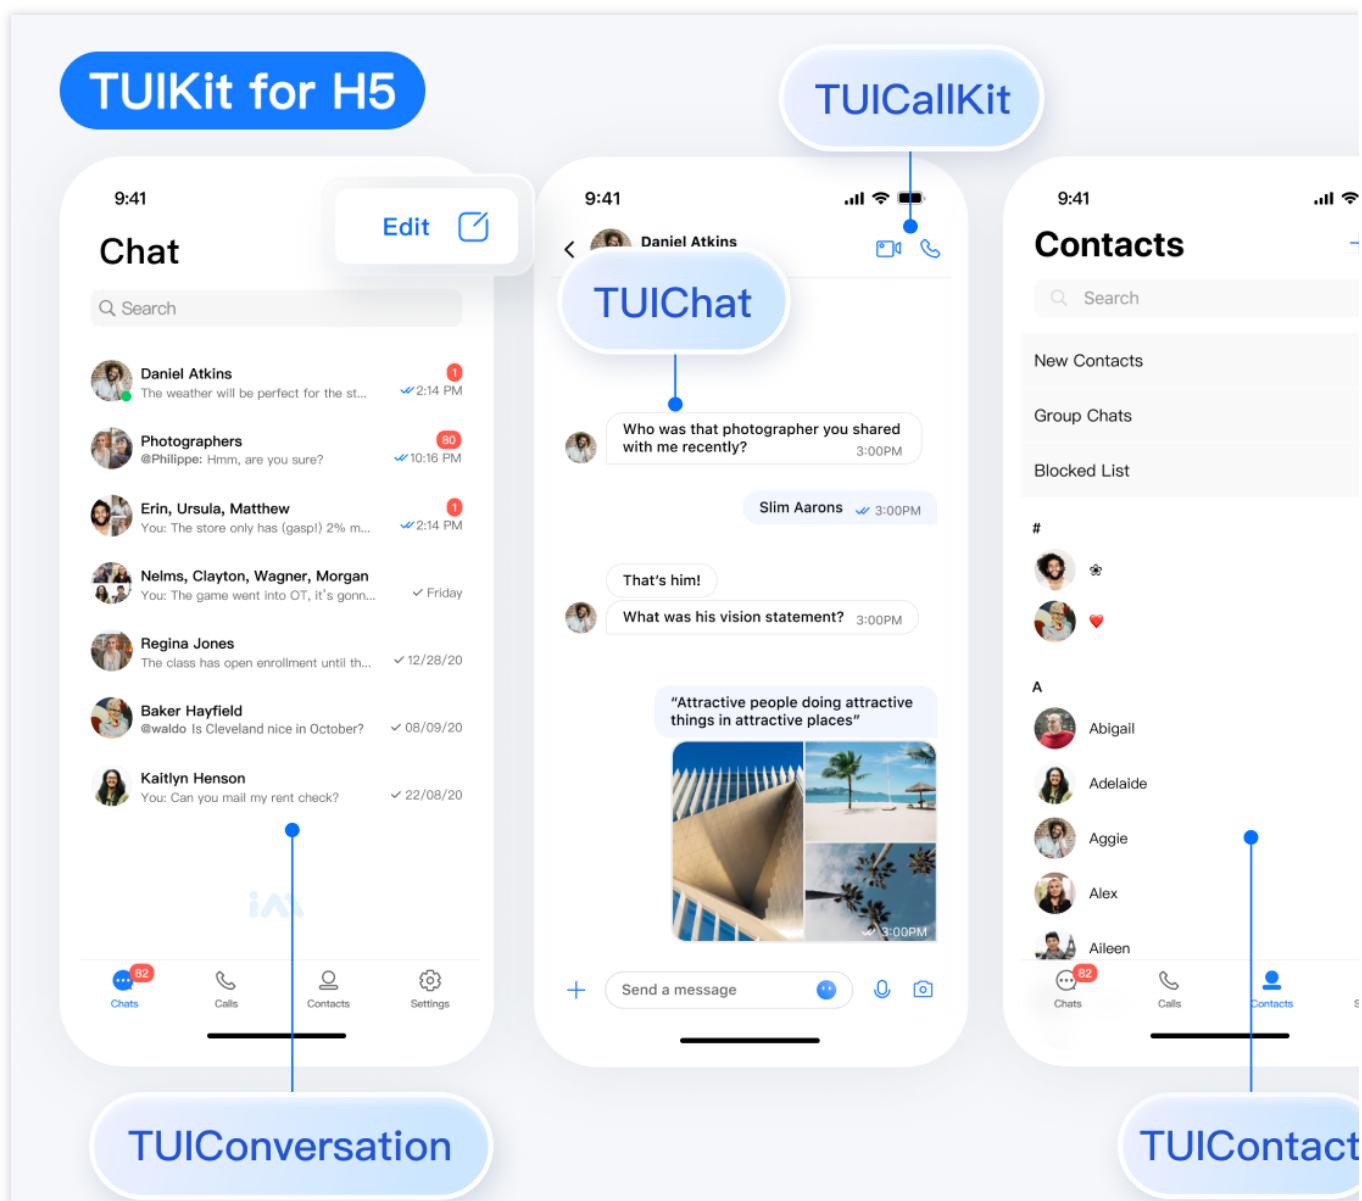 TUIKit for H5
TUICallKit
9:41
Edit
Chat
Search
Daniel Atkins
1
The weather will be perfect for the st...
2:14 PM
Photographers
80
@Philippe: Hmm, are you sure?
10:16 PM
Erin, Ursula, Matthew
1
You: The store only has (gasp!) 2% m...
2:14 PM
Nelms, Clayton, Wagner, Morgan
You: The game went into OT, it's gonn...
Friday
Regina Jones
The class has open enrollment until th...
12/28/20
Baker Hayfield
@waldo Is Cleveland nice in October?
08/09/20
Kaitlyn Henson
You: Can you mail my rent check?
22/08/20
im
82
Chats
Calls
Contacts
Settings
TUIConversation
9:41
Daniel Atkins
TUIChat
Who was that photographer you shared
with me recently?
3:00PM
Slim Aarons
3:00PM
That's him!
What was his vision statement?
3:00PM
“Attractive people doing attractive
things in attractive places”
3:00PM
Send a message
9:41
Contacts
Search
New Contacts
Group Chats
Blocked List
#
A
Abigail
Adelaide
Aggie
Alex
Aileen
82
Chats
Calls
Contacts
S
TUIContact